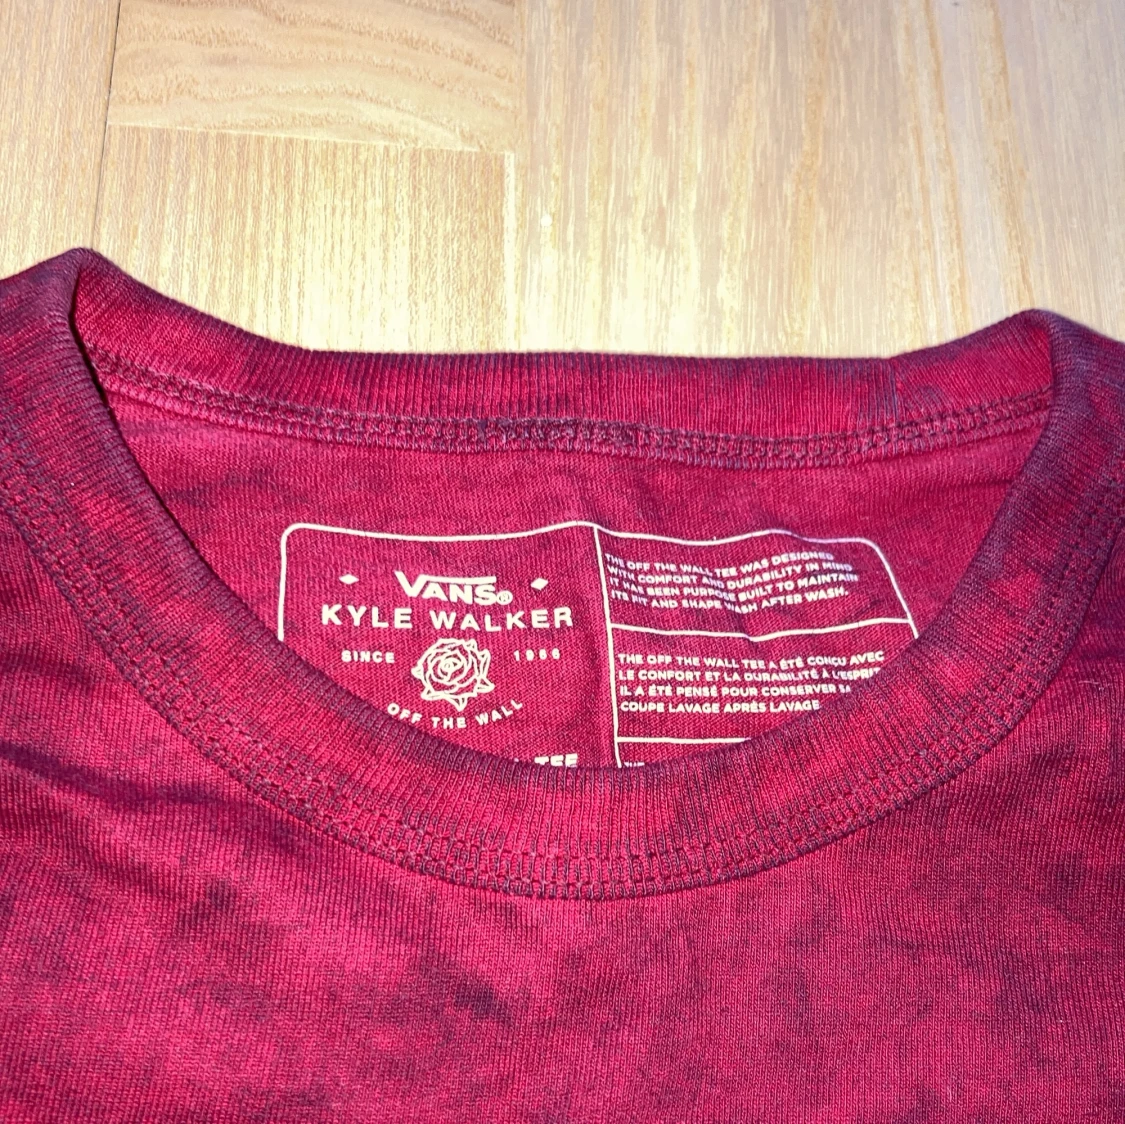 VANS®
KYLE WALKER
SINCE 1966
OFF THE WALL
TEE
THE OFF THE WALL TEE WAS DESIGNED
WITH COMFORT AND DURABILITY IN MIND
IT HAS BEEN PURPOSE BUILT TO MAINTAIN
ITS FIT AND SHAPE WASH AFTER WASH.
THE OFF THE WALL TEE A ÉTÉ CONÇU AVEC
LE CONFORT ET LA DURABILITÉ À L'ESPRIT
IL A ÉTÉ PENSÉ POUR CONSERVER SA
COUPE LAVAGE APRÈS LAVAGE
THE